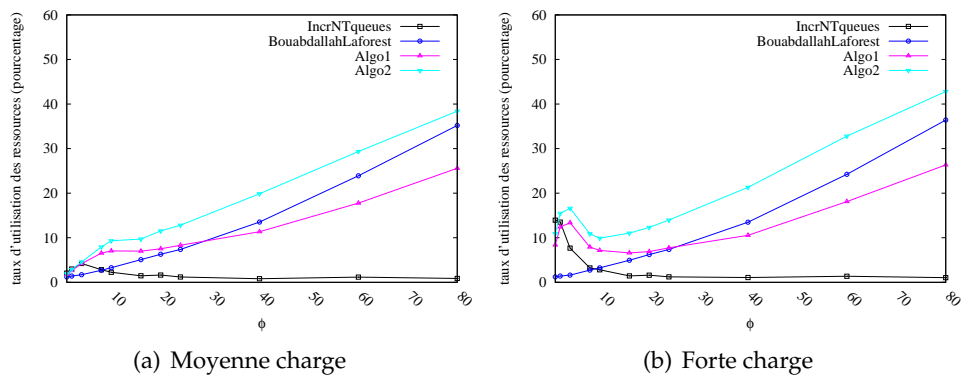 taux d' utilisation des ressources (pourcentage)
60
50
40
30
20
10
0
IncrNTqueues
BouabdallahLaforest
Algo1
Algo2
10
20
30
40
50
60
70
80
ϕ
(a) Moyenne charge
taux d' utilisation des ressources (pourcentage)
60
50
40
30
20
10
0
IncrNTqueues
BouabdallahLaforest
Algo1
Algo2
10
20
30
40
50
60
70
80
ϕ
(b) Forte charge